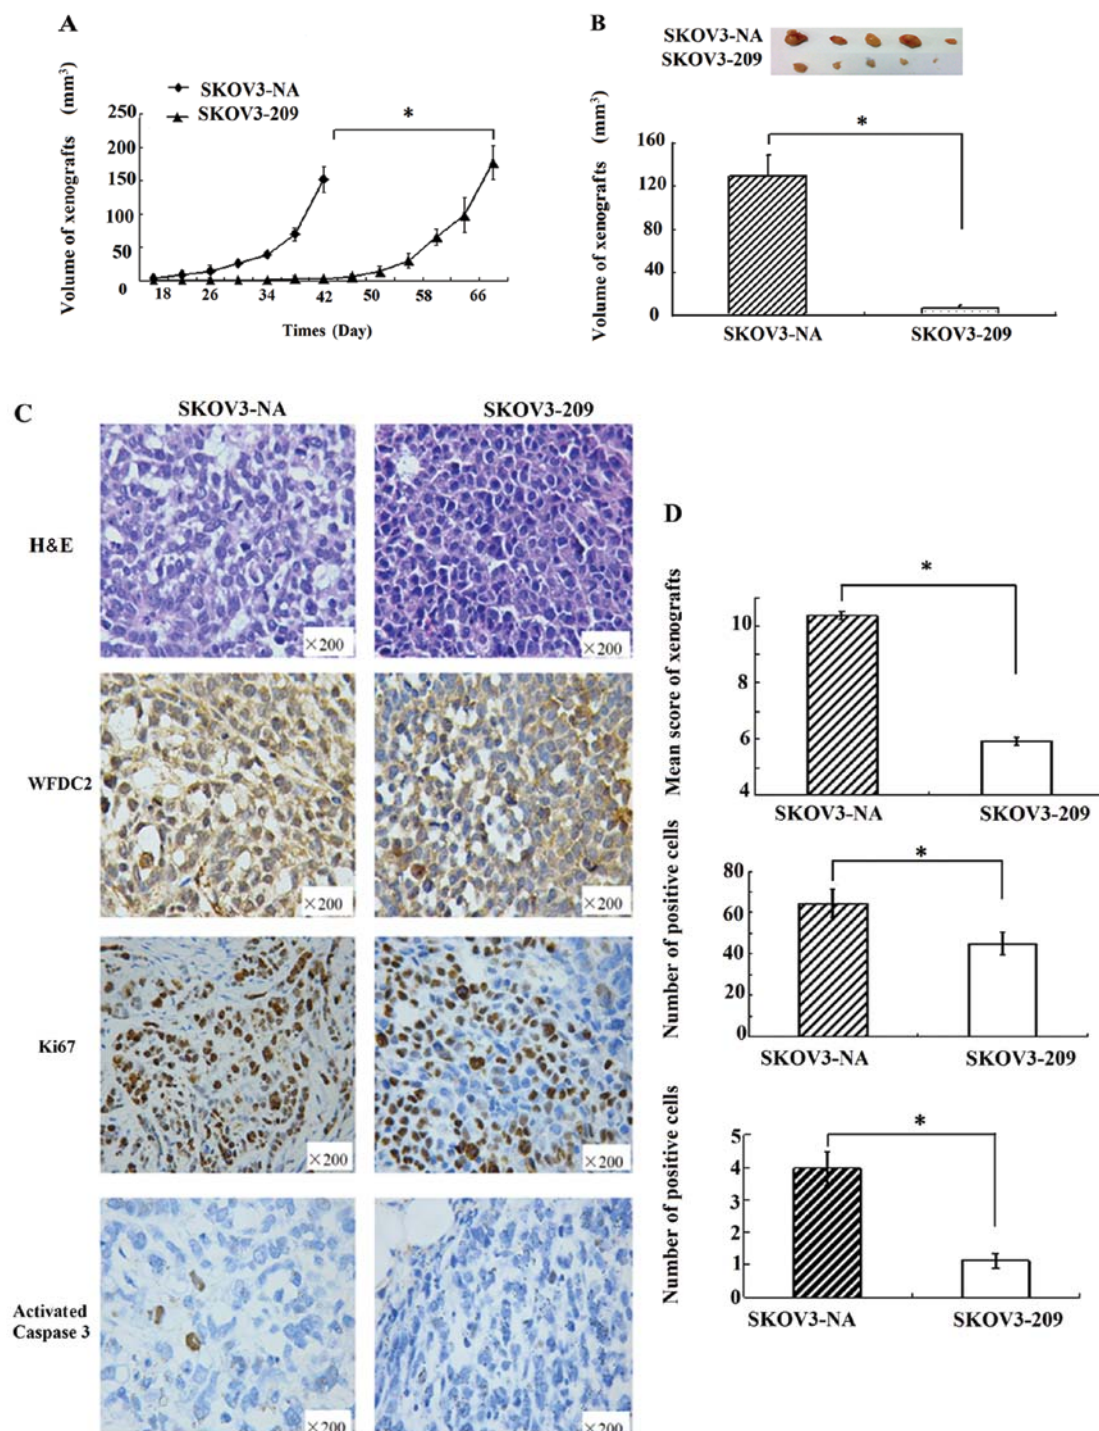 A
SKOV3-NA
SKOV3-209
Volume of xenografts (mm³)
250
200
150
100
50
0
*
18 26 34 42 50 58 66
Times (Day)
B
SKOV3-NA
SKOV3-209
Volume of xenografts (mm³)
160
120
80
40
0
*
SKOV3-NA SKOV3-209
C
SKOV3-NA SKOV3-209
H&E
×200 ×200
WFDC2
×200 ×200
Ki67
×200 ×200
Activated
Caspase 3
×200 ×200
D
Mean score of xenografts
10
8
6
4
*
SKOV3-NA SKOV3-209
Number of positive cells
80
60
40
20
0
*
SKOV3-NA SKOV3-209
Number of positive cells
5
4
3
2
1
0
*
SKOV3-NA SKOV3-209